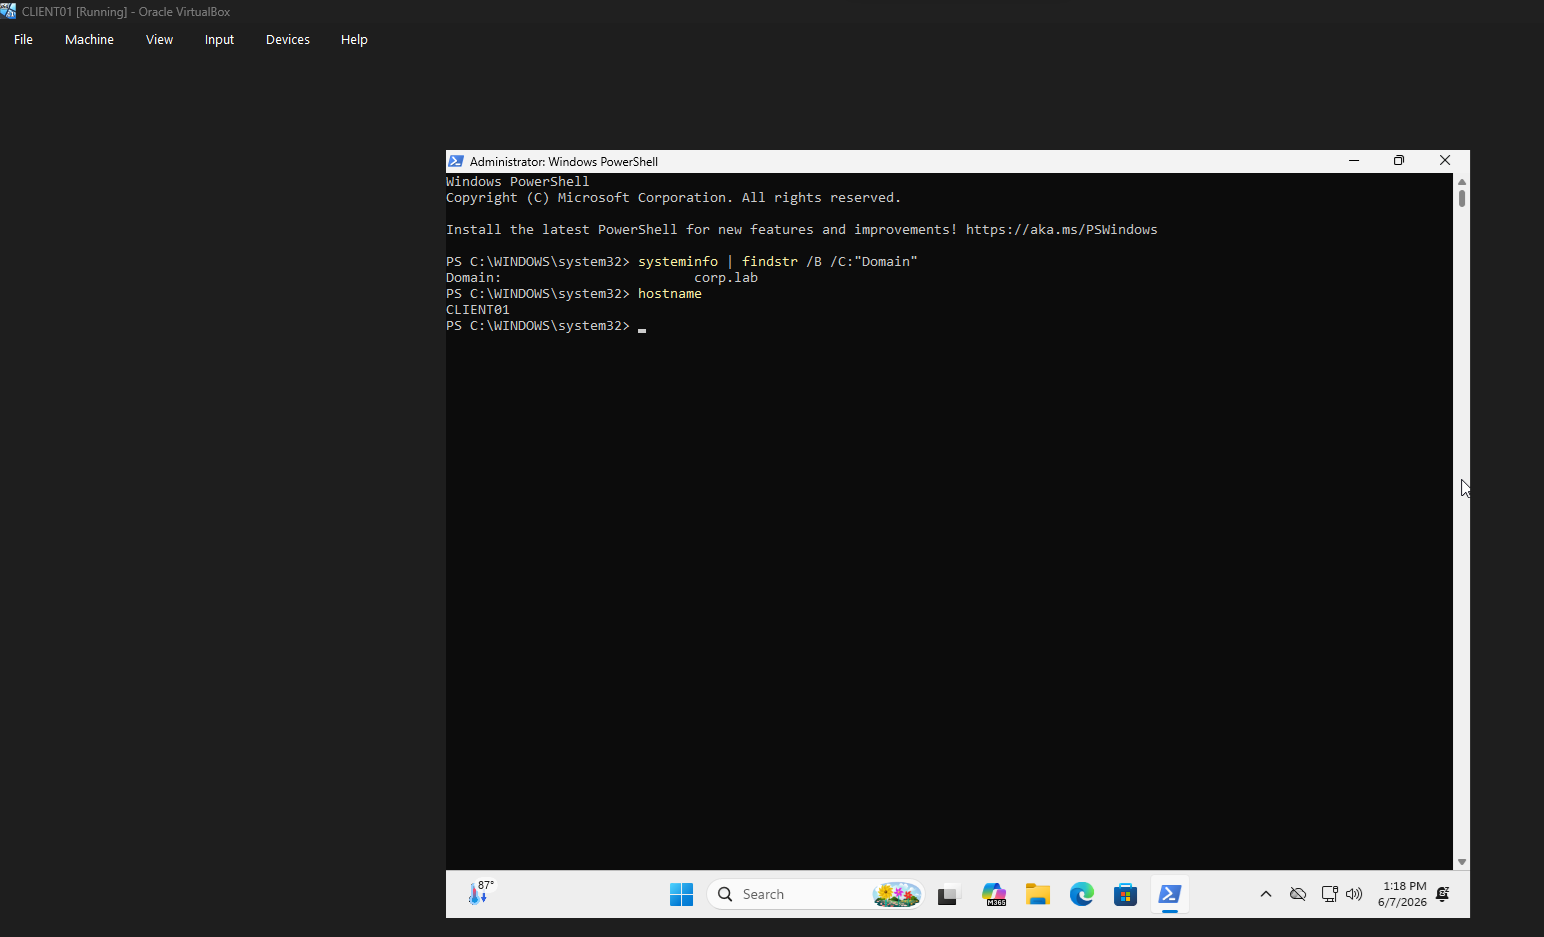 CLIENT01 [Running] - Oracle VirtualBox
File Machine View Input Devices Help
Administrator: Windows PowerShell
Windows PowerShell
Copyright (C) Microsoft Corporation. All rights reserved.
Install the latest PowerShell for new features and improvements! https://aka.ms/PSWindows
PS C:\WINDOWS\system32> systeminfo | findstr /B /C:"Domain"
Domain:                        corp.lab
PS C:\WINDOWS\system32> hostname
CLIENT01
PS C:\WINDOWS\system32>
87°
Search
M365
1:18 PM
6/7/2026